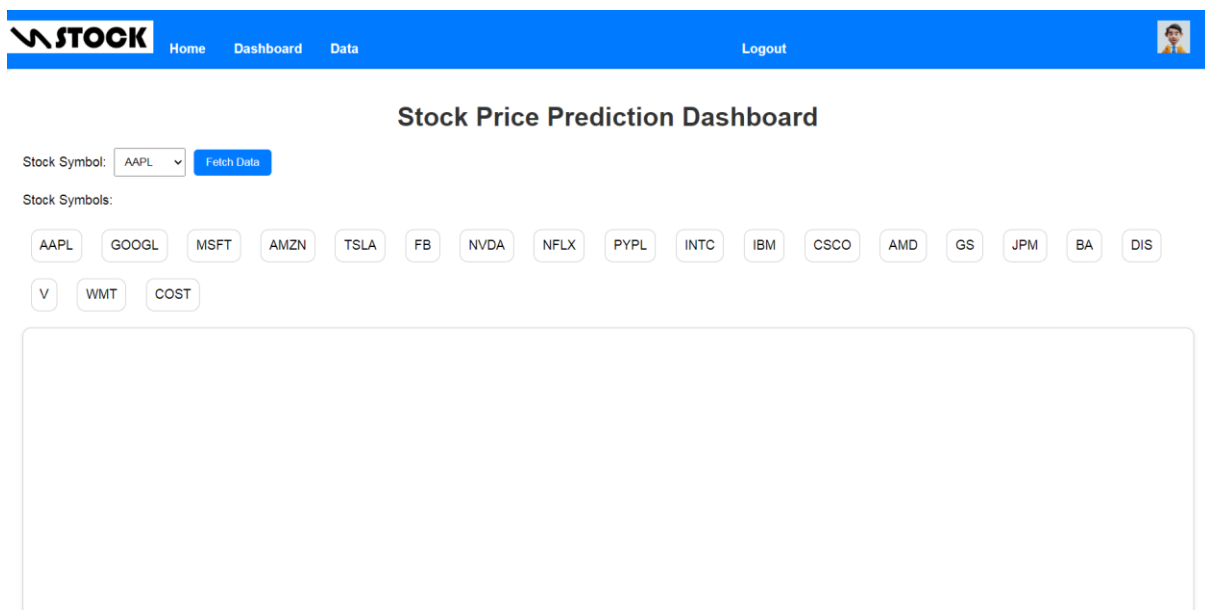 STOCK Home Dashboard Data Logout
Stock Price Prediction Dashboard
Stock Symbol: AAPL Fetch Data
Stock Symbols:
AAPL GOOGL MSFT AMZN TSLA FB NVDA NFLX PYPL INTC IBM CSCO AMD GS JPM BA DIS
V WMT COST